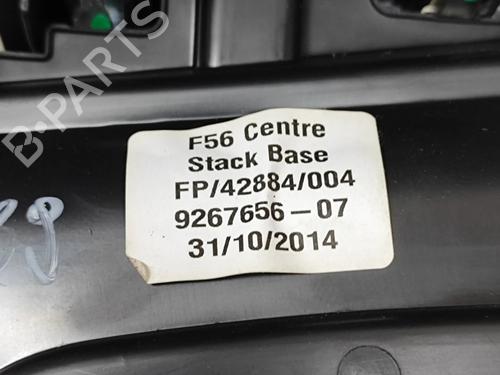 B-PARTS
F56 Centre
Stack Base
FP/42884/004
9267656-07
31/10/2014